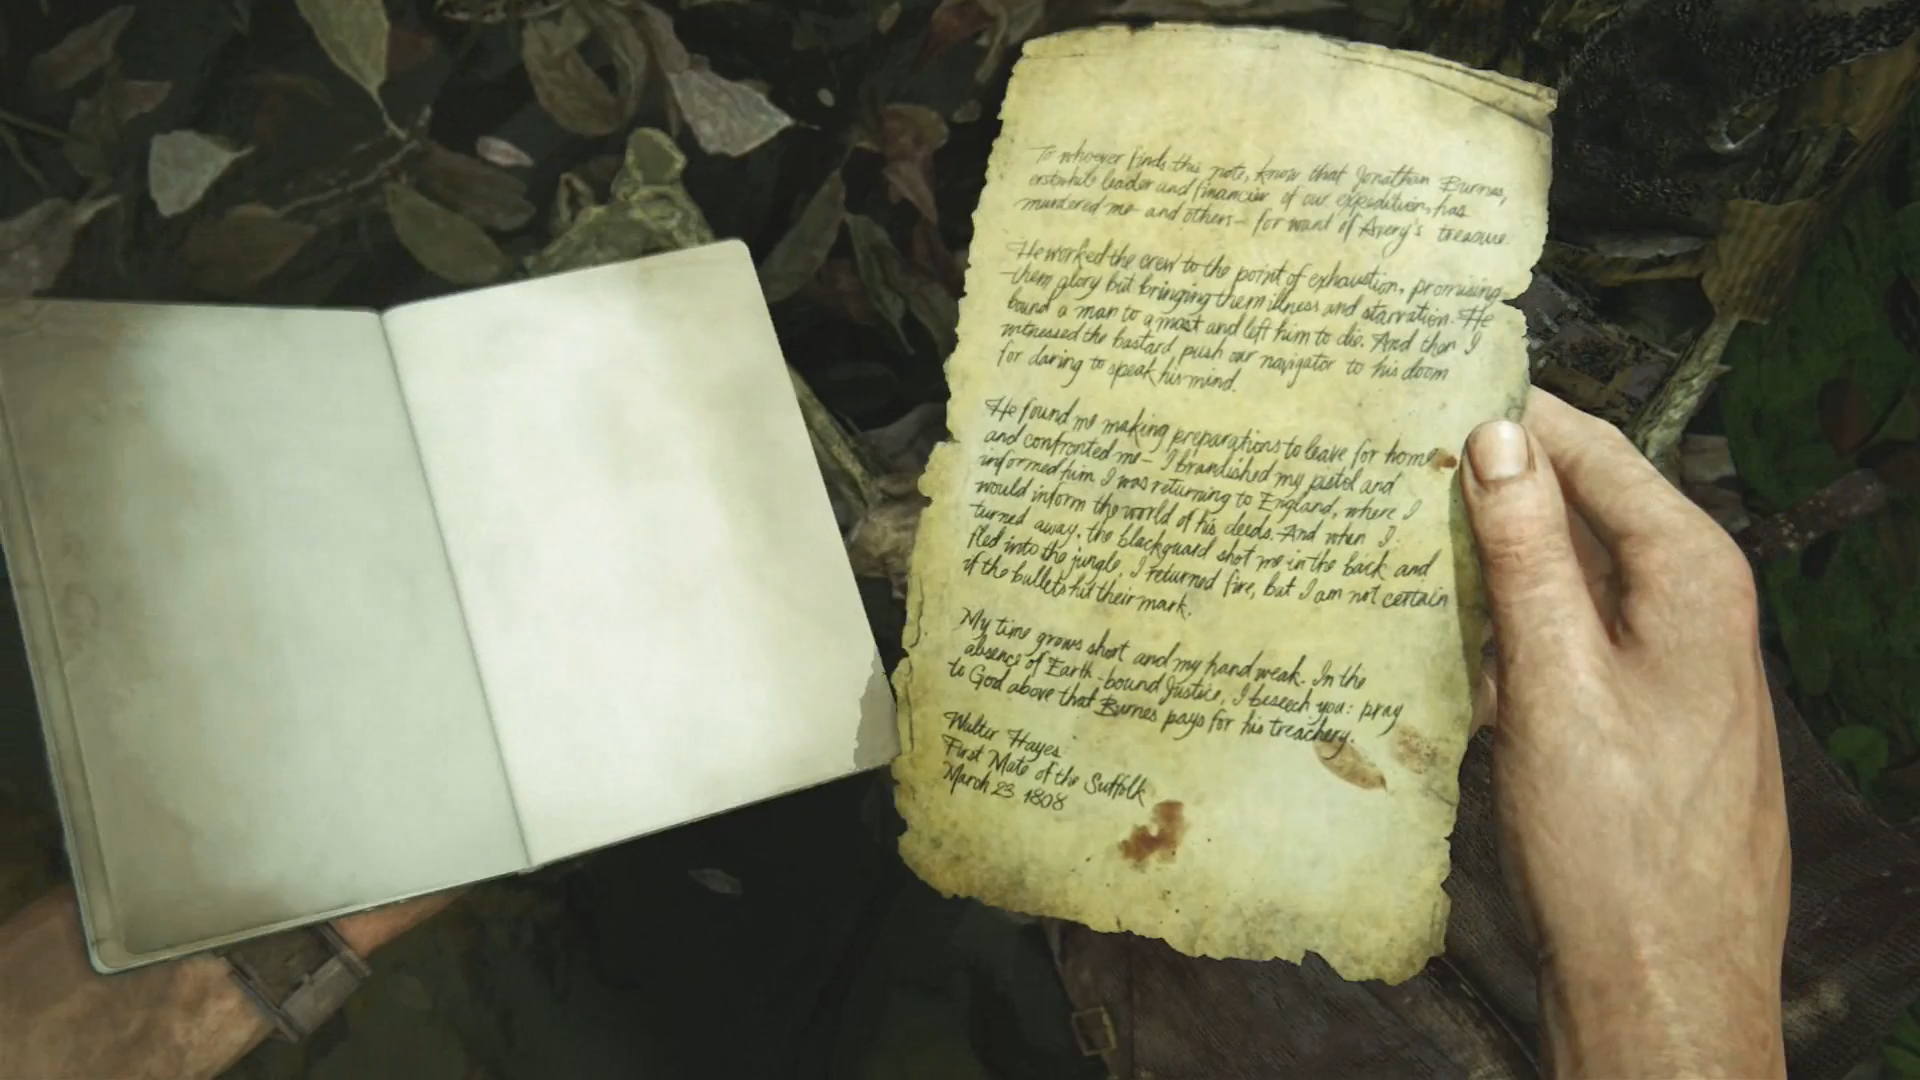 To whoever finds this note, know that Jonathan Burnes,
erstwhile leader and financier of our expedition, has
murdered me- and others- for want of Avery's treasure.
He worked the crew to the point of exhaustion, promising
them glory but bringing them illness and starvation. He
bound a man to a mast and left him to die. And then I
witnessed the bastard push our navigator to his doom
for daring to speak his mind.
He found me making preparations to leave for home
and confronted me- I brandished my pistol and
informed him I was returning to England, where I
would inform the world of his deeds. And when I
turned away, the blackguard shot me in the back and
fled into the jungle. I returned fire, but I am not certain
if the bullets hit their mark.
My time grows short and my hand weak. In the
absence of Earth-bound Justice, I beseech you: pray
to God above that Burnes pays for his treachery.
Walter Hayes
First Mate of the Suffolk
March 23 1808